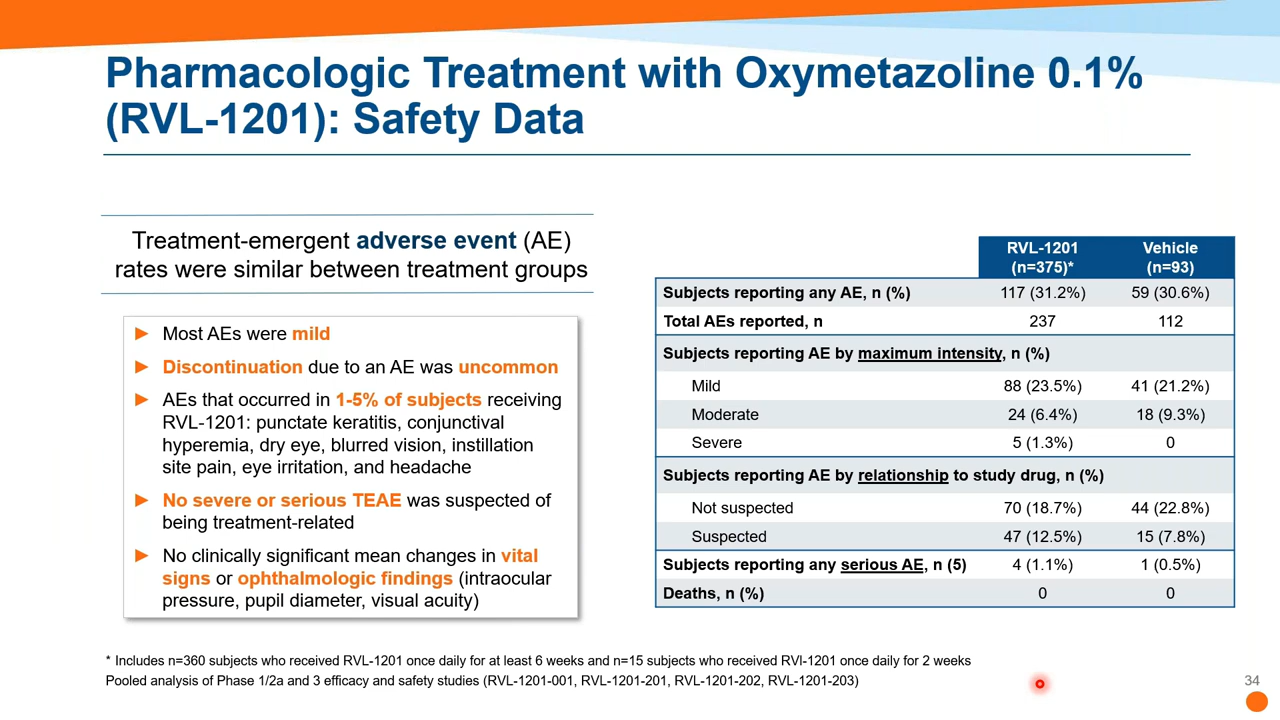 Pharmacologic Treatment with Oxymetazoline 0.1%
(RVL-1201): Safety Data
Treatment-emergent adverse event (AE)
rates were similar between treatment groups
► Most AEs were mild
► Discontinuation due to an AE was uncommon
► AEs that occurred in 1-5% of subjects receiving
RVL-1201: punctate keratitis, conjunctival
hyperemia, dry eye, blurred vision, instillation
site pain, eye irritation, and headache
► No severe or serious TEAE was suspected of
being treatment-related
► No clinically significant mean changes in vital
signs or ophthalmologic findings (intraocular
pressure, pupil diameter, visual acuity)
RVL-1201 Vehicle
(n=375)* (n=93)
Subjects reporting any AE, n (%) 117 (31.2%) 59 (30.6%)
Total AEs reported, n 237 112
Subjects reporting AE by maximum intensity, n (%)
Mild 88 (23.5%) 41 (21.2%)
Moderate 24 (6.4%) 18 (9.3%)
Severe 5 (1.3%) 0
Subjects reporting AE by relationship to study drug, n (%)
Not suspected 70 (18.7%) 44 (22.8%)
Suspected 47 (12.5%) 15 (7.8%)
Subjects reporting any serious AE, n (5) 4 (1.1%) 1 (0.5%)
Deaths, n (%) 0 0
* Includes n=360 subjects who received RVL-1201 once daily for at least 6 weeks and n=15 subjects who received RVl-1201 once daily for 2 weeks
Pooled analysis of Phase 1/2a and 3 efficacy and safety studies (RVL-1201-001, RVL-1201-201, RVL-1201-202, RVL-1201-203)
34